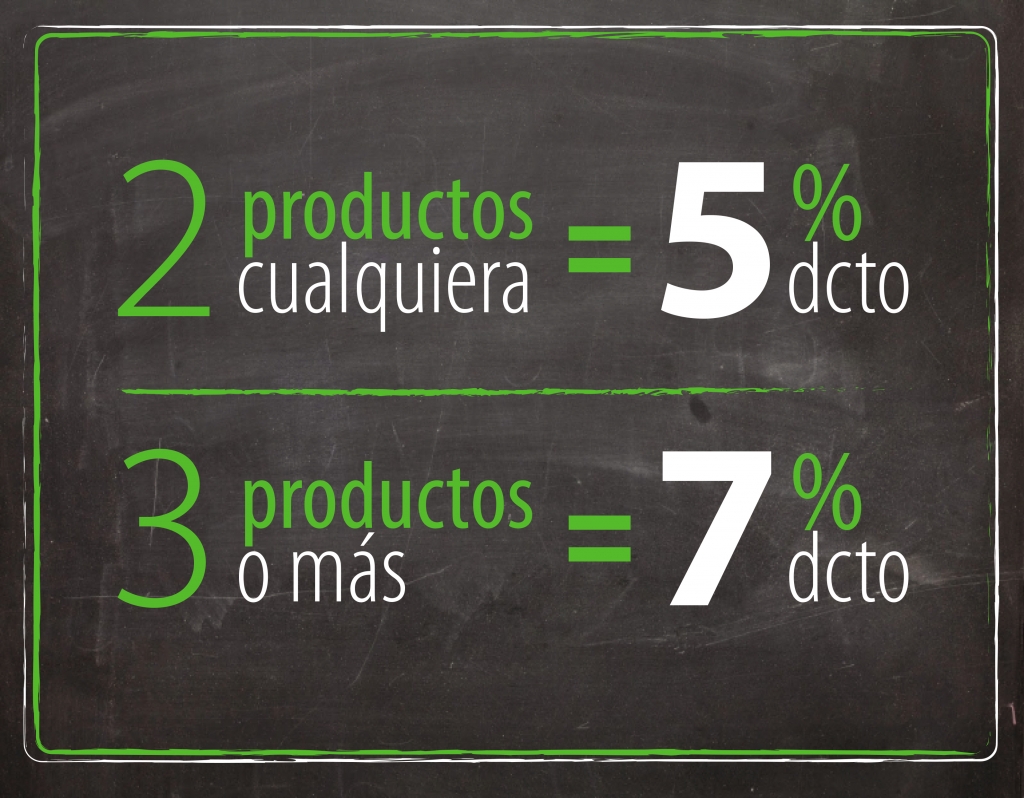 2 productos cualquiera = 5 % dcto
3 productos o más = 7 % dcto